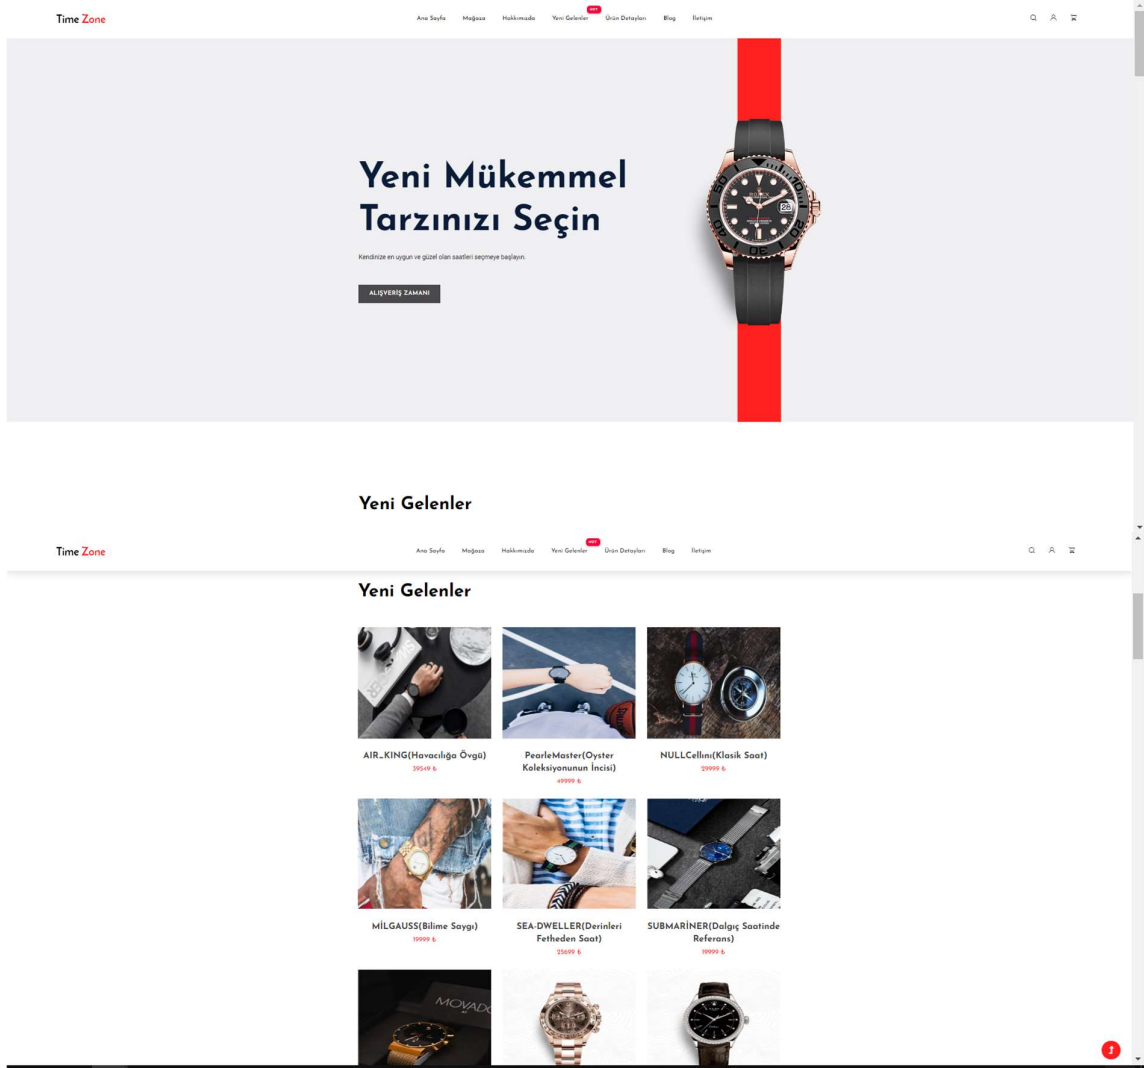 Time Zone
Ana Sayfa Mağaza Hakkımızda Yeni Gelenler HOT Ürün Detayları Blog İletişim
Yeni Mükemmel
Tarzınızı Seçin
Kendinize en uygun ve güzel olan saatleri seçmeye başlayın.
ALIŞVERİŞ ZAMANI
ROLEX
28
Yeni Gelenler
Time Zone
Ana Sayfa Mağaza Hakkımızda Yeni Gelenler HOT Ürün Detayları Blog İletişim
Yeni Gelenler
AIR_KING(Havacılığa Övgü)
39549 ₺
PearleMaster(Oyster
Koleksiyonunun İncisi)
49999 ₺
NULLCellını(Klasik Saat)
29999 ₺
MİLGAUSS(Bilime Saygı)
19999 ₺
SEA-DWELLER(Derinleri
Fetheden Saat)
25699 ₺
SUBMARİNER(Dalgıç Saatinde
Referans)
19999 ₺
MOVADO